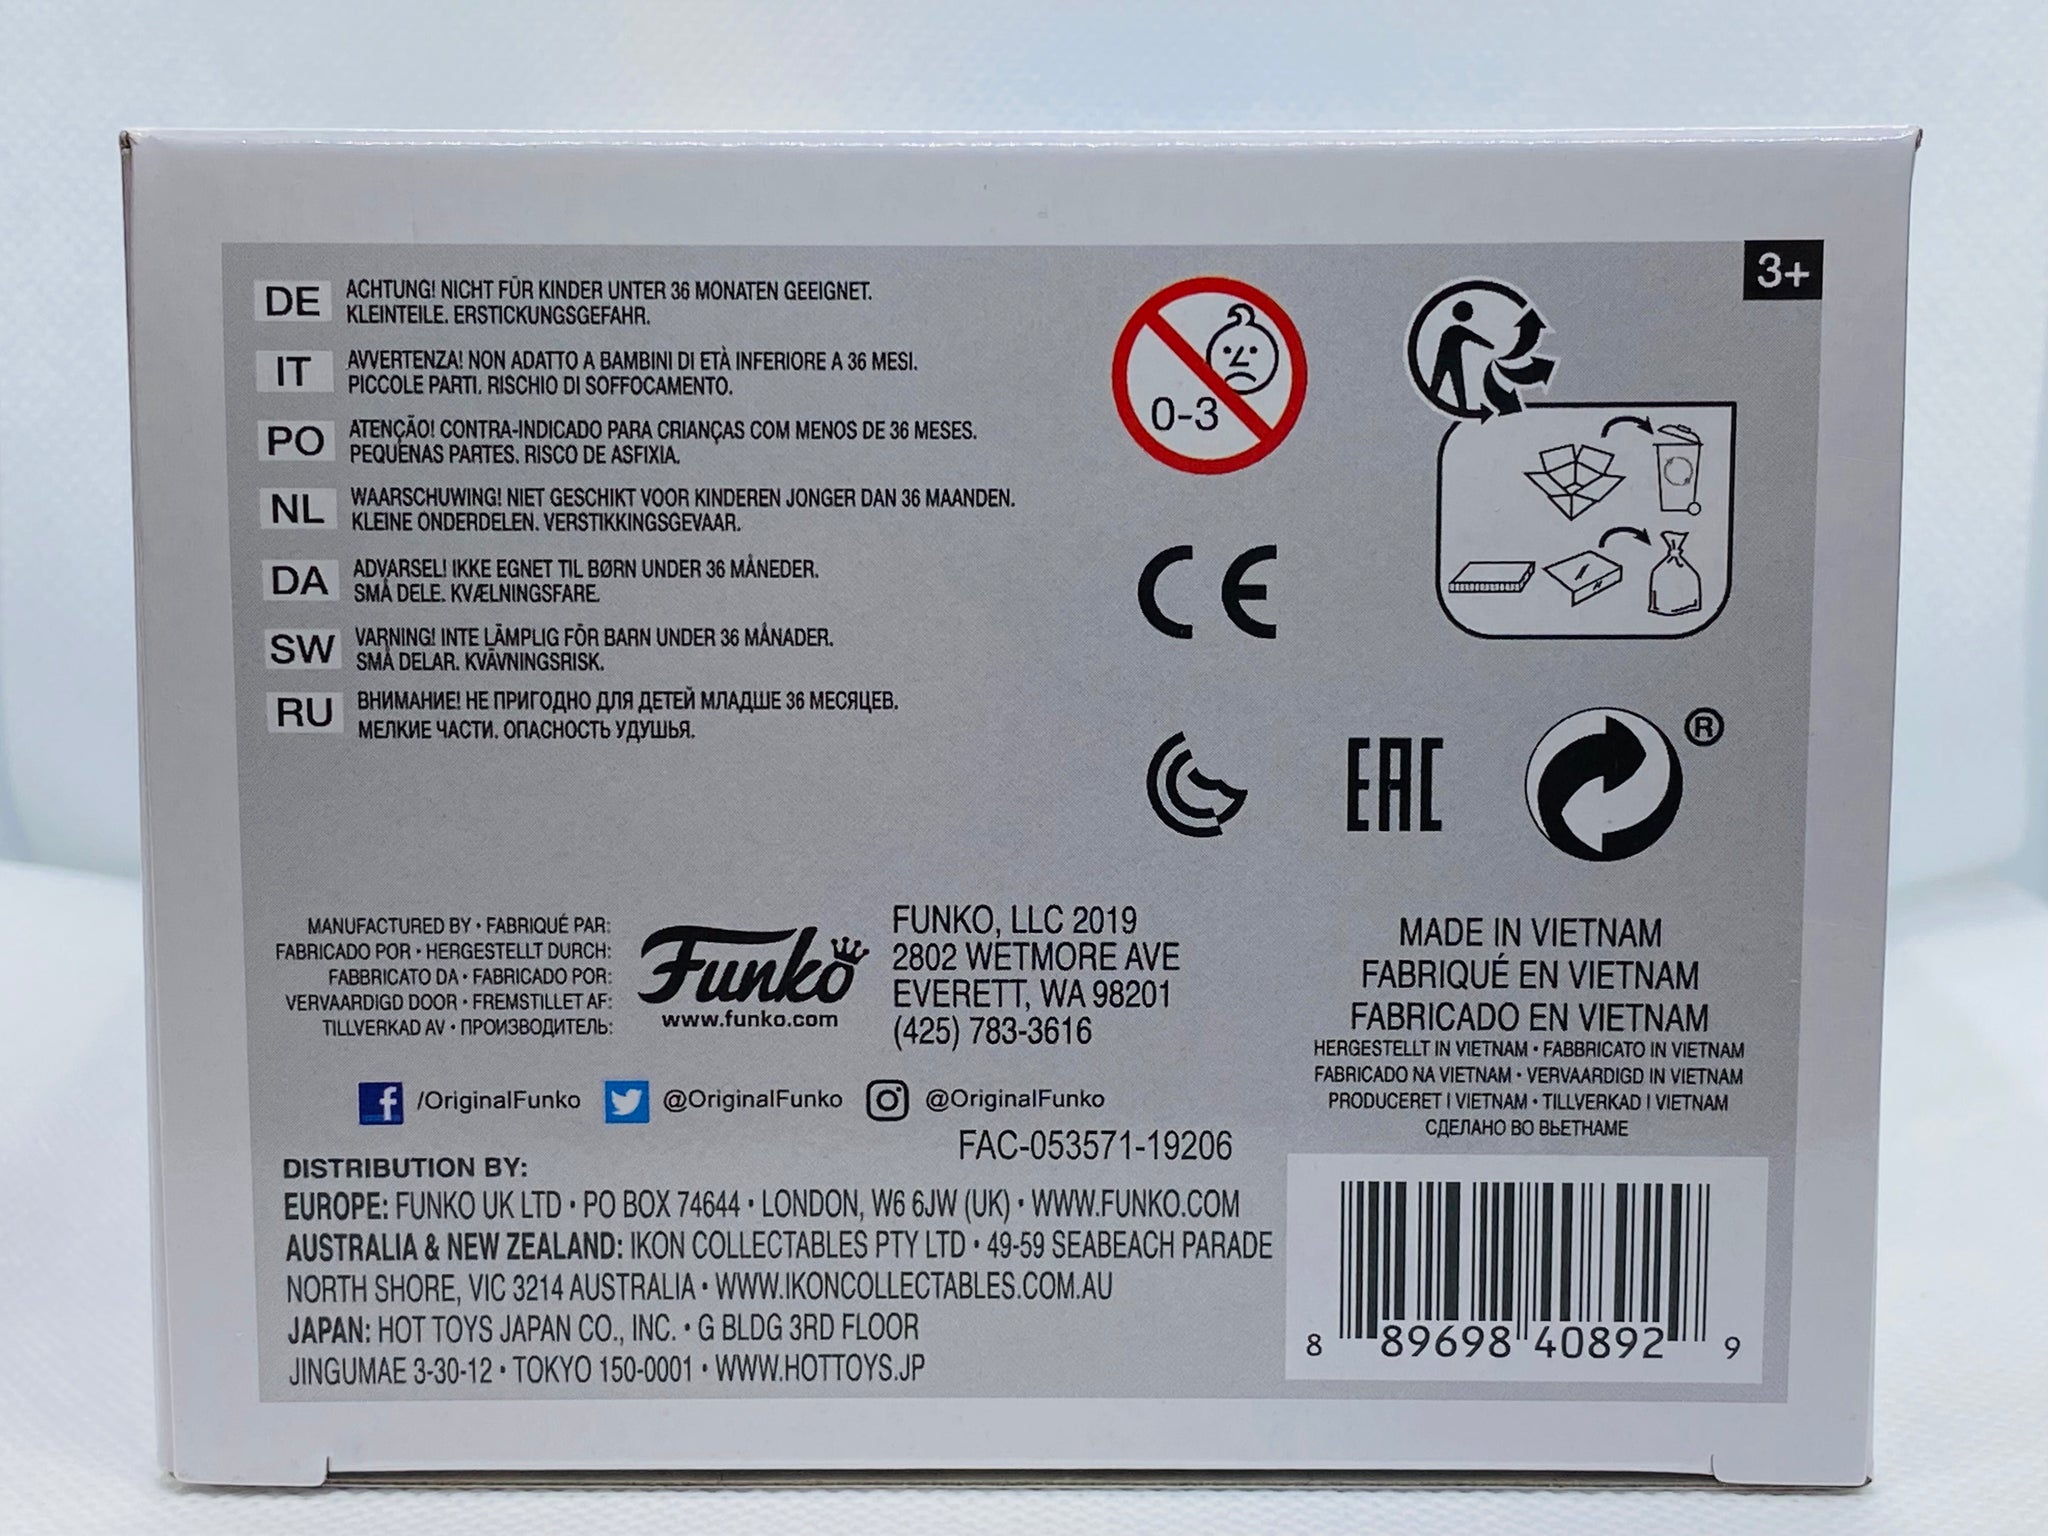 3+
DE ACHTUNG! NICHT FÜR KINDER UNTER 36 MONATEN GEEIGNET.
KLEINTEILE. ERSTICKUNGSGEFAHR.
IT AVVERTENZA! NON ADATTO A BAMBINI DI ETÀ INFERIORE A 36 MESI.
PICCOLE PARTI. RISCHIO DI SOFFOCAMENTO.
PO ATENÇÃO! CONTRA-INDICADO PARA CRIANÇAS COM MENOS DE 36 MESES.
PEQUENAS PARTES. RISCO DE ASFIXIA.
NL WAARSCHUWING! NIET GESCHIKT VOOR KINDEREN JONGER DAN 36 MAANDEN.
KLEINE ONDERDELEN. VERSTIKKINGSGEVAAR.
DA ADVARSEL! IKKE EGNET TIL BØRN UNDER 36 MÅNEDER.
SMÅ DELE. KVÆLNINGSFARE.
SW VARNING! INTE LÄMPLIG FÖR BARN UNDER 36 MÅNADER.
SMÅ DELAR. KVÄVNINGSRISK.
RU ВНИМАНИЕ! НЕ ПРИГОДНО ДЛЯ ДЕТЕЙ МЛАДШЕ 36 МЕСЯЦЕВ.
МЕЛКИЕ ЧАСТИ. ОПАСНОСТЬ УДУШЬЯ.
0-3
CE
EAC
®
MANUFACTURED BY • FABRIQUÉ PAR:
FABRICADO POR • HERGESTELLT DURCH:
FABBRICATO DA • FABRICADO POR:
VERVAARDIGD DOOR • FREMSTILLET AF:
TILLVERKAD AV • ПРОИЗВОДИТЕЛЬ:
Funko
www.funko.com
FUNKO, LLC 2019
2802 WETMORE AVE
EVERETT, WA 98201
(425) 783-3616
MADE IN VIETNAM
FABRIQUÉ EN VIETNAM
FABRICADO EN VIETNAM
HERGESTELLT IN VIETNAM • FABBRICATO IN VIETNAM
FABRICADO NA VIETNAM • VERVAARDIGD IN VIETNAM
PRODUCERET I VIETNAM • TILLVERKAD I VIETNAM
СДЕЛАНО ВО ВЬЕТНАМЕ
f /OriginalFunko @OriginalFunko @OriginalFunko
FAC-053571-19206
DISTRIBUTION BY:
EUROPE: FUNKO UK LTD • PO BOX 74644 • LONDON, W6 6JW (UK) • WWW.FUNKO.COM
AUSTRALIA & NEW ZEALAND: IKON COLLECTABLES PTY LTD • 49-59 SEABEACH PARADE
NORTH SHORE, VIC 3214 AUSTRALIA • WWW.IKONCOLLECTABLES.COM.AU
JAPAN: HOT TOYS JAPAN CO., INC. • G BLDG 3RD FLOOR
JINGUMAE 3-30-12 • TOKYO 150-0001 • WWW.HOTTOYS.JP
8 89698 40892 9